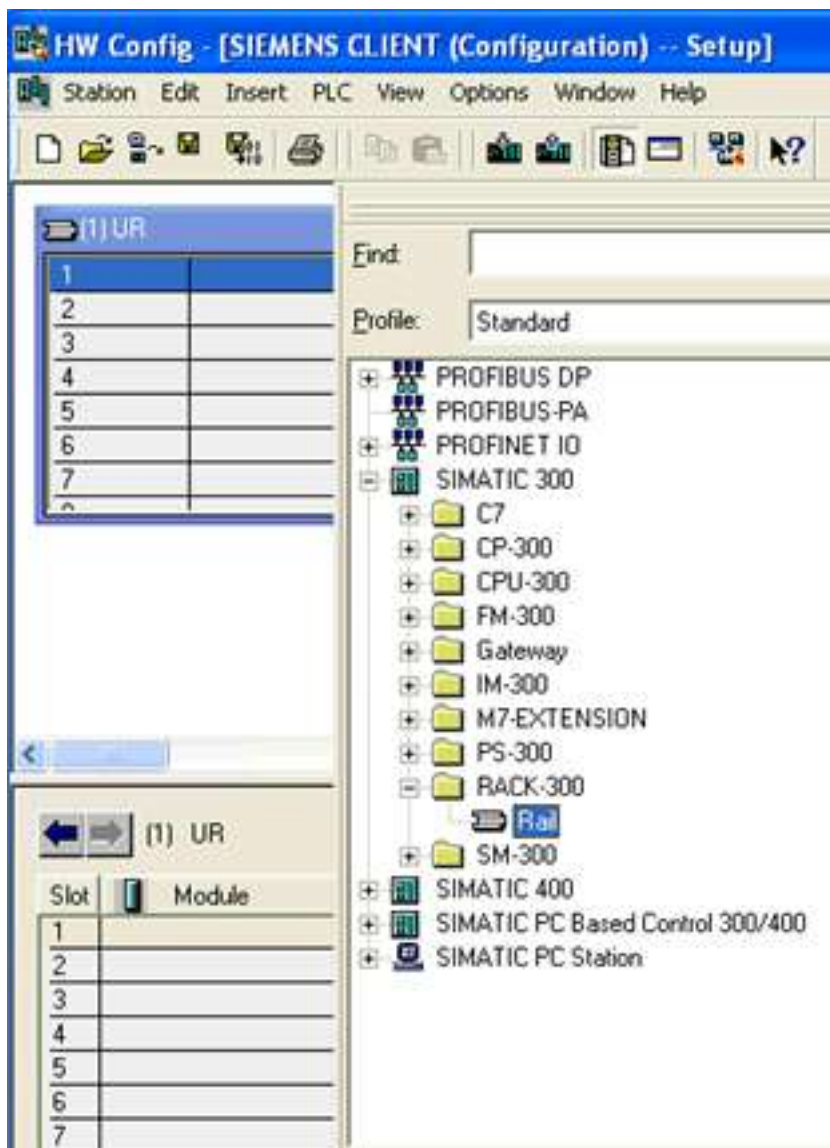 HW Config - [SIEMENS CLIENT (Configuration) -- Setup]
Station Edit Insert PLC View Options Window Help
(1) UR
1
2
3
4
5
6
7
Find:
Profile:
Standard
PROFIBUS DP
PROFIBUS-PA
PROFINET IO
SIMATIC 300
C7
CP-300
CPU-300
FM-300
Gateway
IM-300
M7-EXTENSION
PS-300
RACK-300
Rail
SM-300
SIMATIC 400
SIMATIC PC Based Control 300/400
SIMATIC PC Station
(1) UR
Slot Module
1
2
3
4
5
6
7